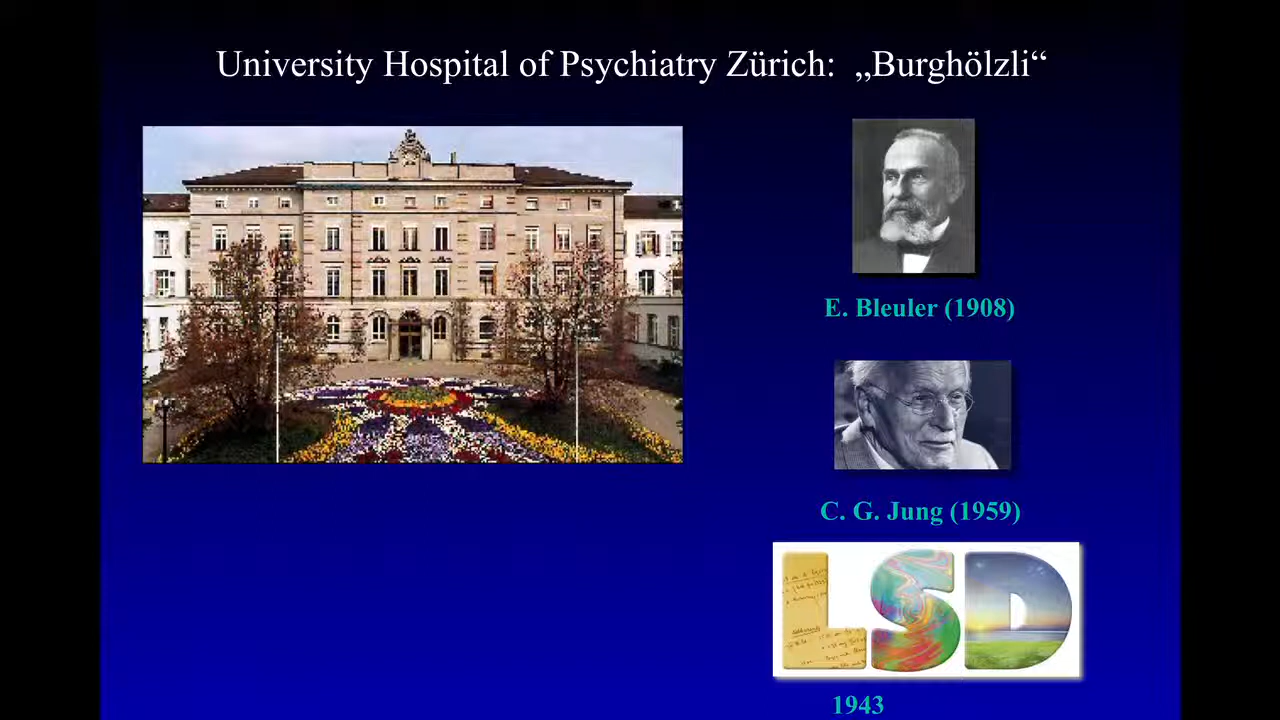 University Hospital of Psychiatry Zürich: „Burghölzli“
E. Bleuler (1908)
C. G. Jung (1959)
LSD
1943